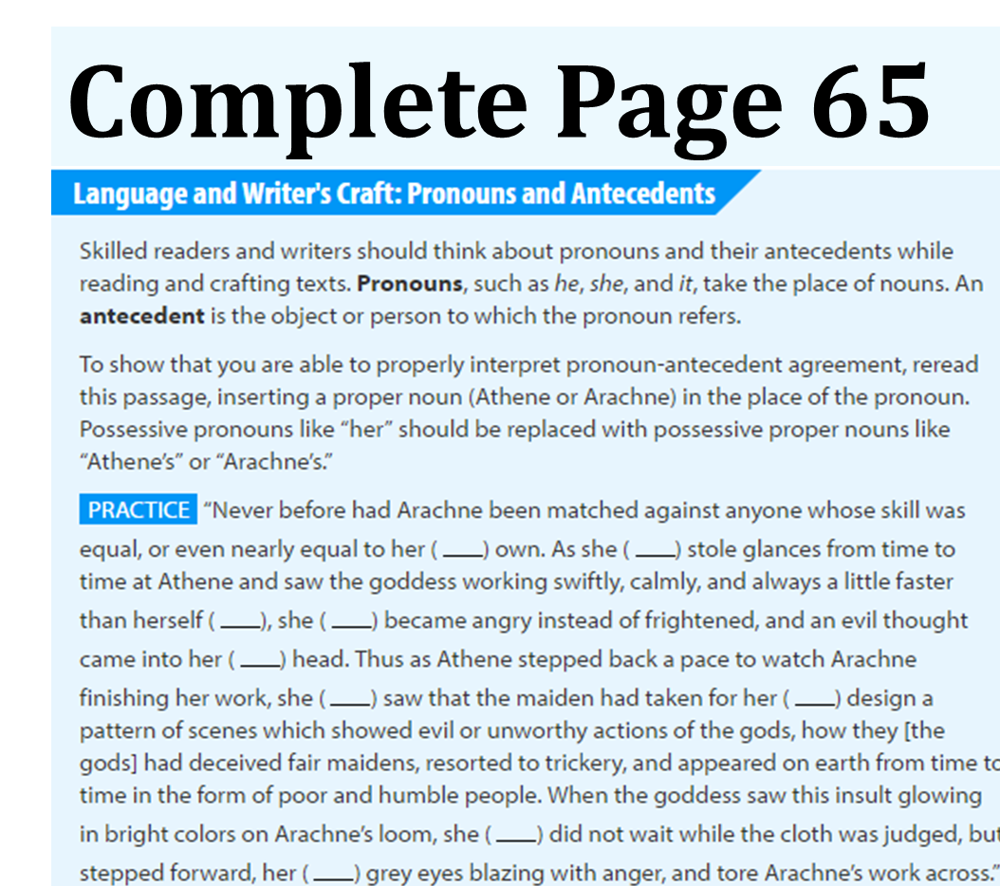 Complete Page 65
Language and Writer's Craft: Pronouns and Antecedents
Skilled readers and writers should think about pronouns and their antecedents while
reading and crafting texts. Pronouns, such as he, she, and it, take the place of nouns. An
antecedent is the object or person to which the pronoun refers.
To show that you are able to properly interpret pronoun-antecedent agreement, reread
this passage, inserting a proper noun (Athene or Arachne) in the place of the pronoun.
Possessive pronouns like “her” should be replaced with possessive proper nouns like
“Athene’s” or “Arachne’s.”
PRACTICE “Never before had Arachne been matched against anyone whose skill was
equal, or even nearly equal to her ( ___) own. As she ( ___) stole glances from time to
time at Athene and saw the goddess working swiftly, calmly, and always a little faster
than herself ( ___), she ( ___) became angry instead of frightened, and an evil thought
came into her ( ___) head. Thus as Athene stepped back a pace to watch Arachne
finishing her work, she ( ___) saw that the maiden had taken for her ( ___) design a
pattern of scenes which showed evil or unworthy actions of the gods, how they [the
gods] had deceived fair maidens, resorted to trickery, and appeared on earth from time to
time in the form of poor and humble people. When the goddess saw this insult glowing
in bright colors on Arachne’s loom, she ( ___) did not wait while the cloth was judged, but
stepped forward, her ( ___) grey eyes blazing with anger, and tore Arachne’s work across.”